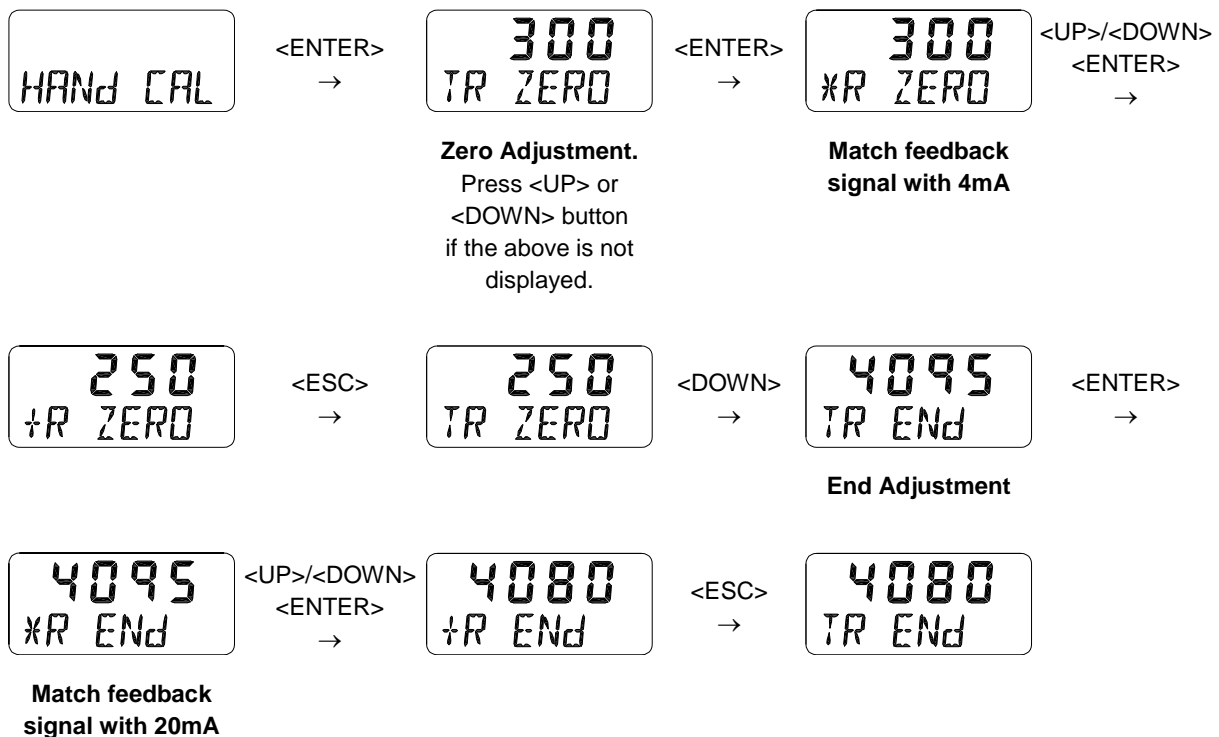 HANd CAL
<ENTER>
→
300
TR ZERO
<ENTER>
→
300
*R ZERO
<UP>/<DOWN>
<ENTER>
→
Zero Adjustment.
Press <UP> or
<DOWN> button
if the above is not
displayed.
Match feedback
signal with 4mA
250
+R ZERO
<ESC>
→
250
TR ZERO
<DOWN>
→
4095
TR ENd
<ENTER>
→
End Adjustment
4095
*R ENd
<UP>/<DOWN>
<ENTER>
→
4080
+R ENd
<ESC>
→
4080
TR ENd
Match feedback
signal with 20mA